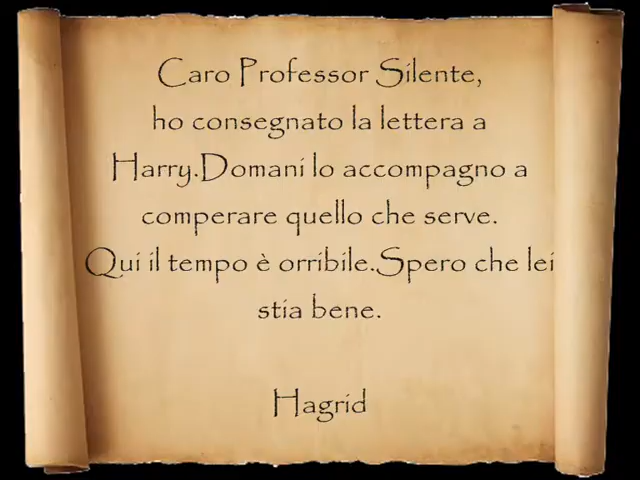 Caro Professor Silente,
ho consegnato la lettera a
Harry.Domani lo accompagno a
comperare quello che serve.
Qui il tempo è orribile.Spero che lei
stia bene.
Hagrid